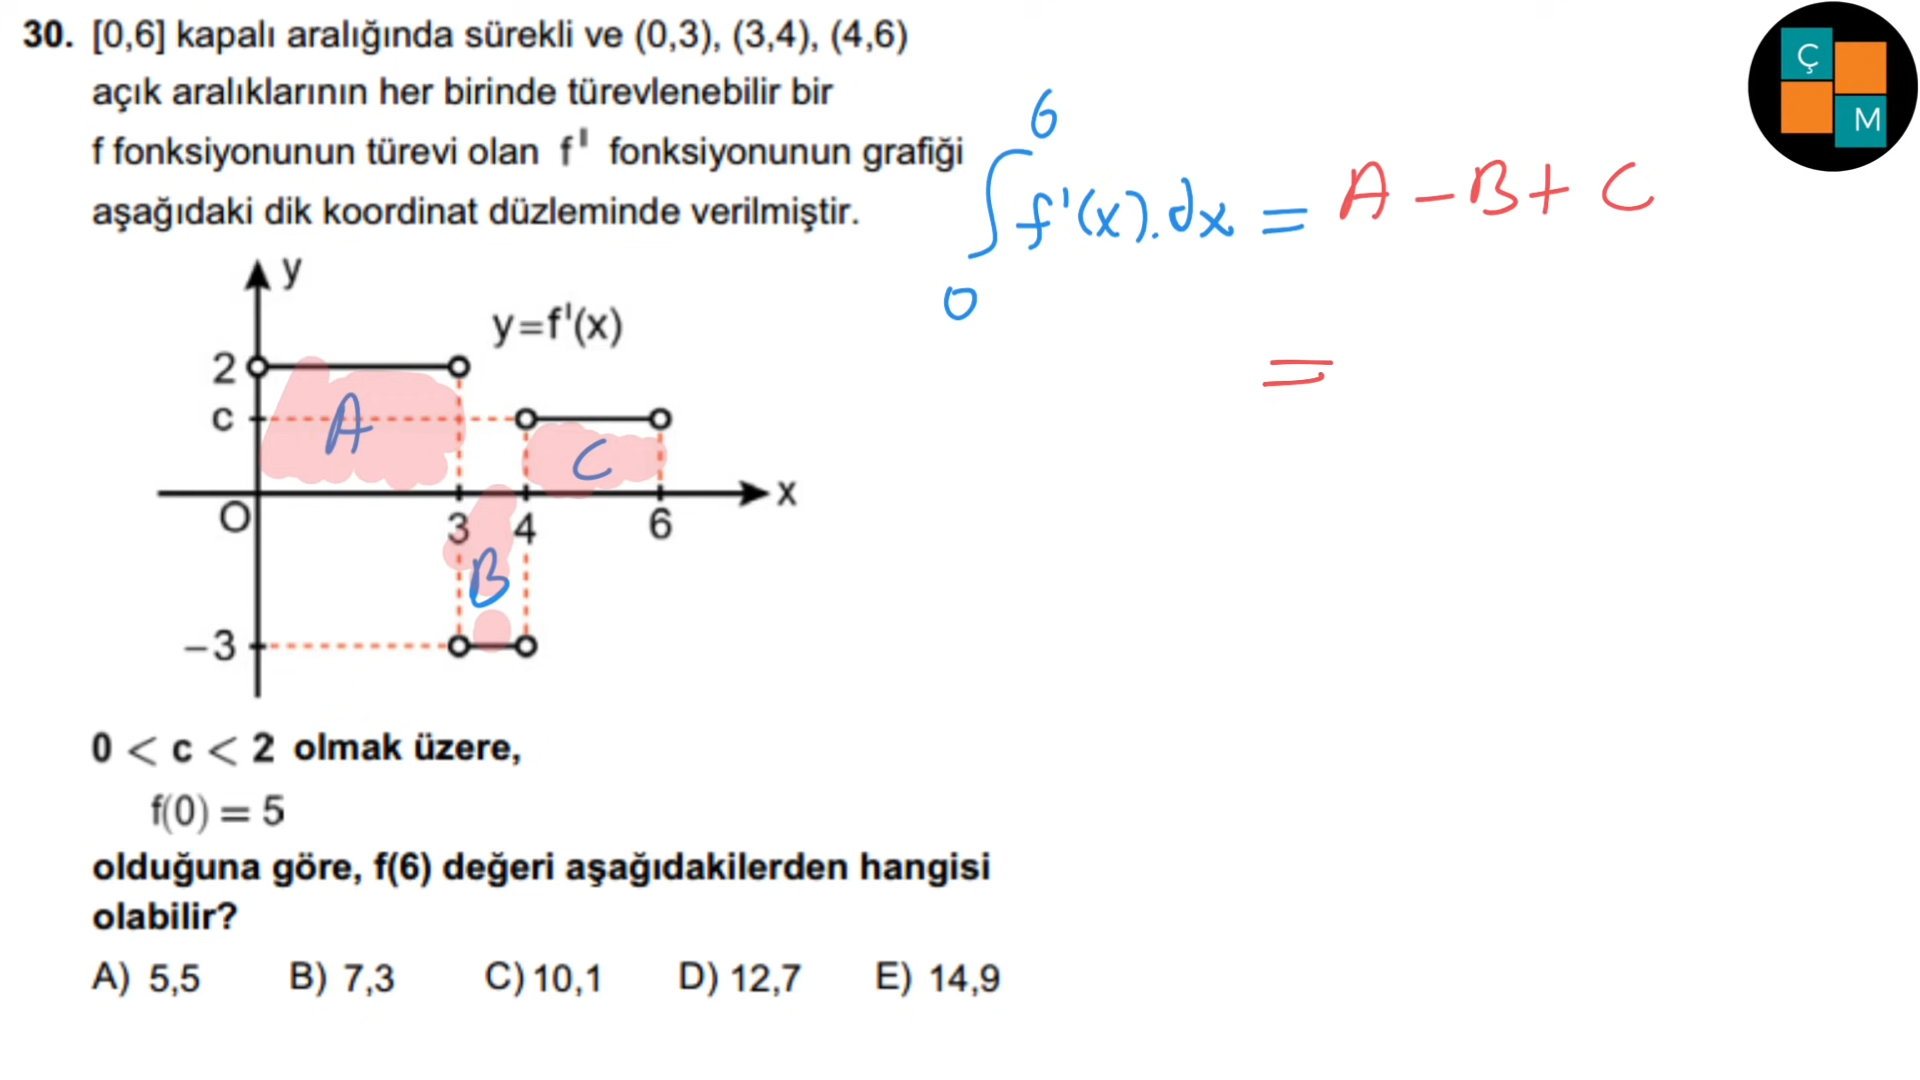 30. [0,6] kapalı aralığında sürekli ve (0,3), (3,4), (4,6)
açık aralıklarının her birinde türevlenebilir bir
f fonksiyonunun türevi olan f' fonksiyonunun grafiği
aşağıdaki dik koordinat düzleminde verilmiştir.
Ç
M
6
∫ f'(x).dx = A - B + C
0
=
y
y=f'(x)
2
c
A
C
x
O
3
4
6
B
-3
0 < c < 2 olmak üzere,
f(0) = 5
olduğuna göre, f(6) değeri aşağıdakilerden hangisi
olabilir?
A) 5,5 B) 7,3 C) 10,1 D) 12,7 E) 14,9